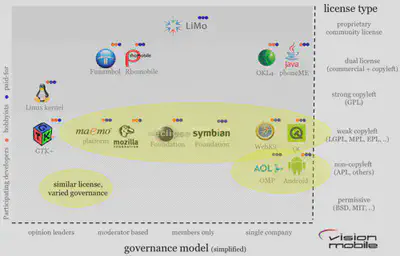 license type
LiMo
proprietary
community license
Funambol
Rhomobile
OKL4
Java
phoneME
dual license
(commercial + copyleft)
Linux kernel
strong copyleft
(GPL)
GTK+
maemo
platform
mozilla
eclipse
Foundation
symbian
Foundation
WebKit
Qt
weak copyleft
(LGPL, MPL, EPL, ..)
AOL
OMP
Android
non-copyleft
(APL, others)
similar license,
varied governance
permissive
(BSD, MIT, ..)
Participating developers
hobbyists
paid-for
opinion leaders
moderator based
members only
single company
governance model (simplified)
vision
mobile